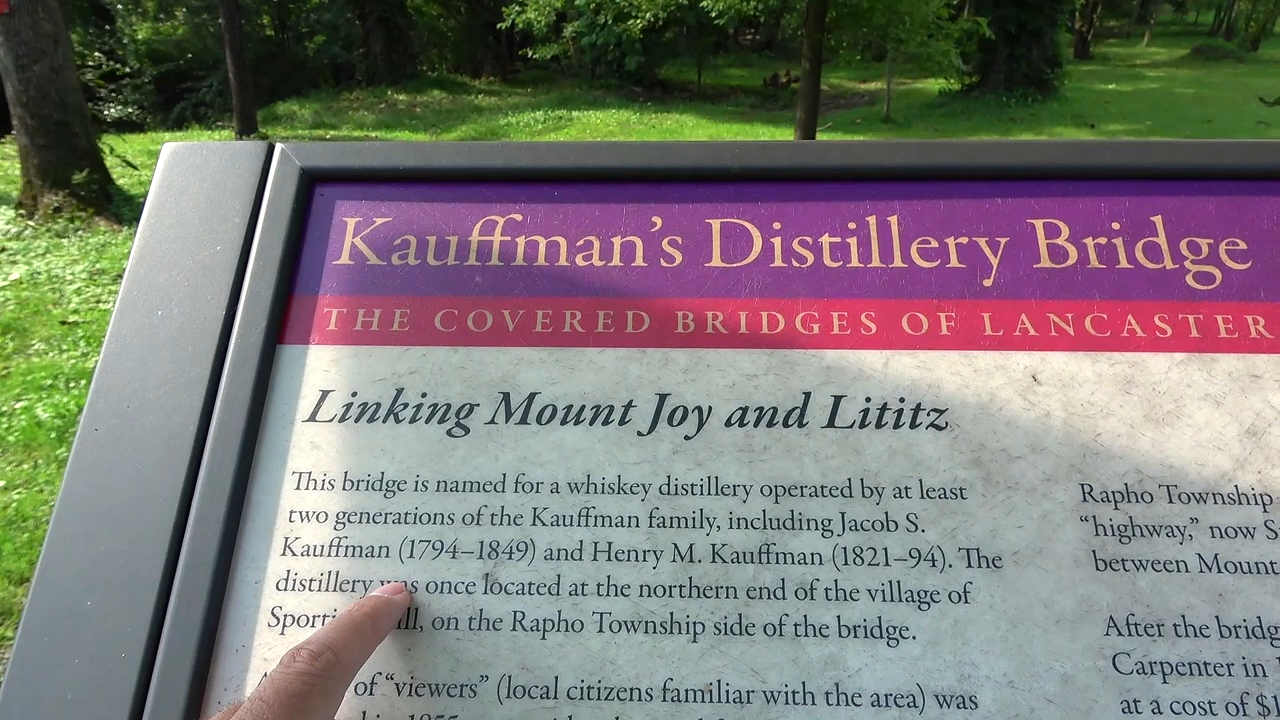 Kauffman's Distillery Bridge
THE COVERED BRIDGES OF LANCASTER
Linking Mount Joy and Lititz
This bridge is named for a whiskey distillery operated by at least
two generations of the Kauffman family, including Jacob S.
Kauffman (1794–1849) and Henry M. Kauffman (1821–94). The
distillery was once located at the northern end of the village of
on the Rapho Township side of the bridge.
of “viewers” (local citizens familiar with the area) was
Rapho Township
“highway,” now S
between Mount
After the bridg
Carpenter in
at a cost of $1